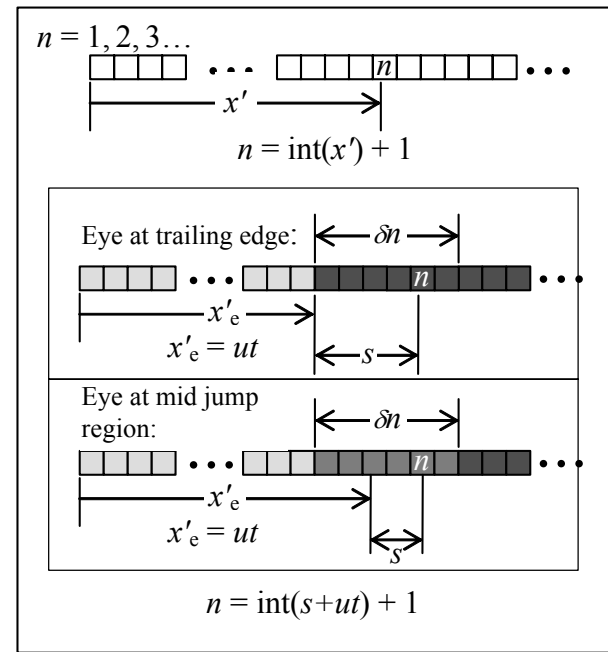 n = 1, 2, 3…
n
x′
n = int(x′) + 1
Eye at trailing edge:
δn
n
x′e
x′e = ut
s
Eye at mid jump
region:
δn
n
x′e
x′e = ut
s
n = int(s+ut) + 1